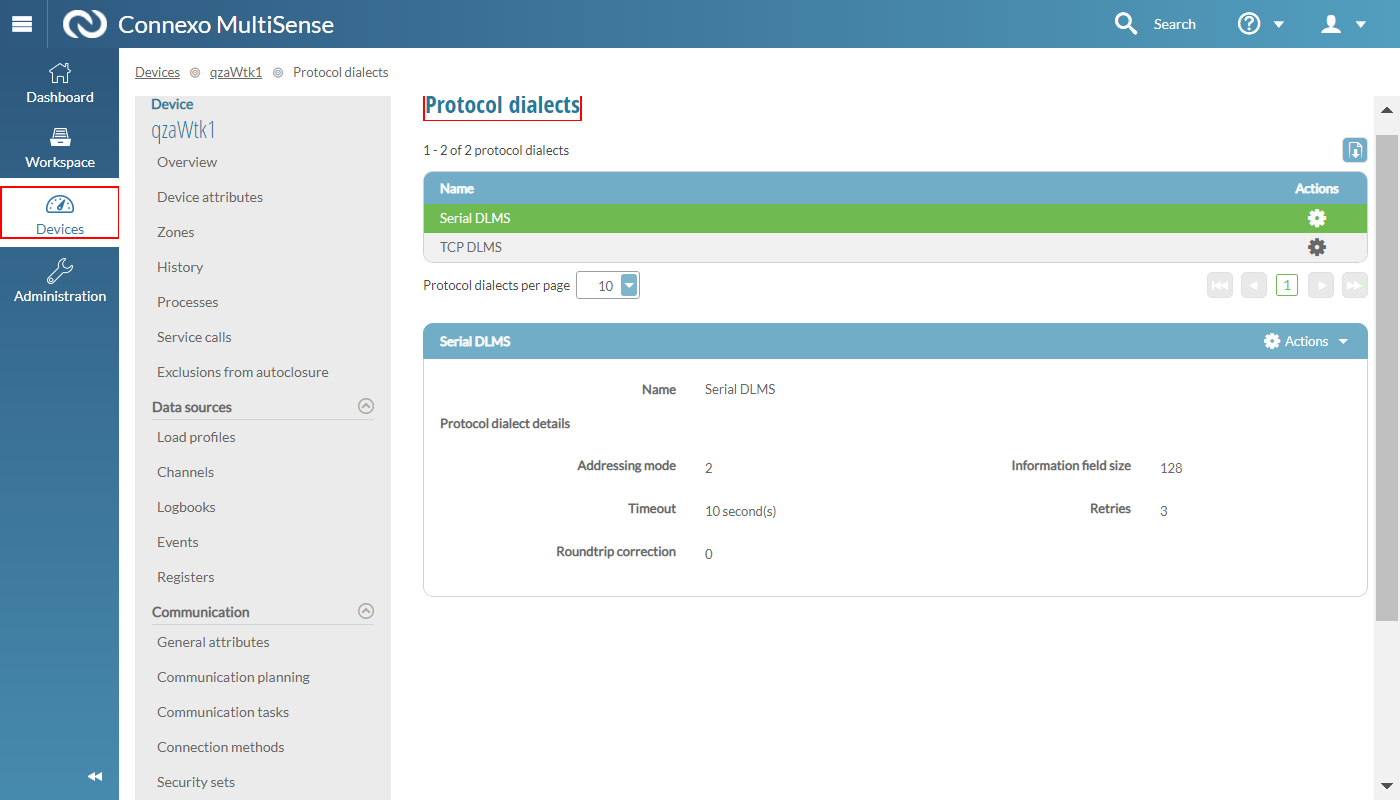 Connexo MultiSense
Search
Dashboard
Workspace
Devices
Administration
Devices qzaWtk1 Protocol dialects
Device
qzaWtk1
Overview
Device attributes
Zones
History
Processes
Service calls
Exclusions from autoclosure
Data sources
Load profiles
Channels
Logbooks
Events
Registers
Communication
General attributes
Communication planning
Communication tasks
Connection methods
Security sets
Protocol dialects
1 - 2 of 2 protocol dialects
Name Actions
Serial DLMS
TCP DLMS
Protocol dialects per page 10
1
Serial DLMS Actions
Name Serial DLMS
Protocol dialect details
Addressing mode 2 Information field size 128
Timeout 10 second(s) Retries 3
Roundtrip correction 0